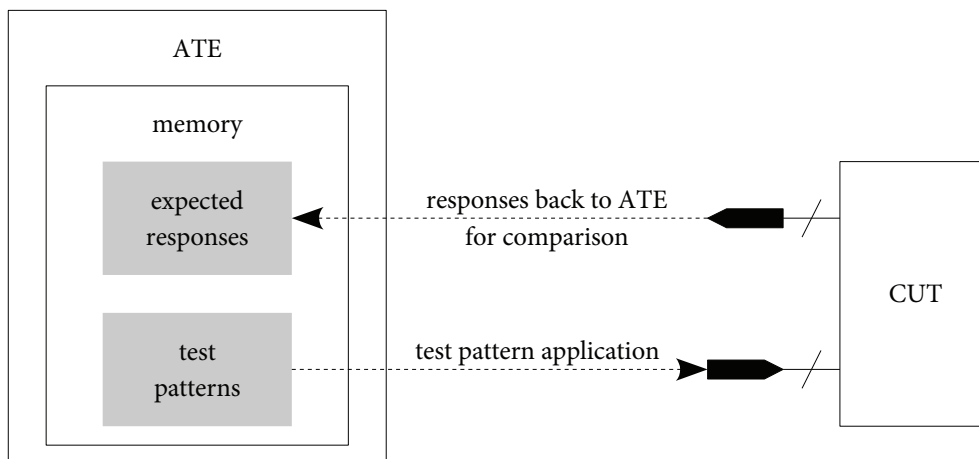 ATE
memory
expected
responses
responses back to ATE
for comparison
CUT
test
patterns
test pattern application